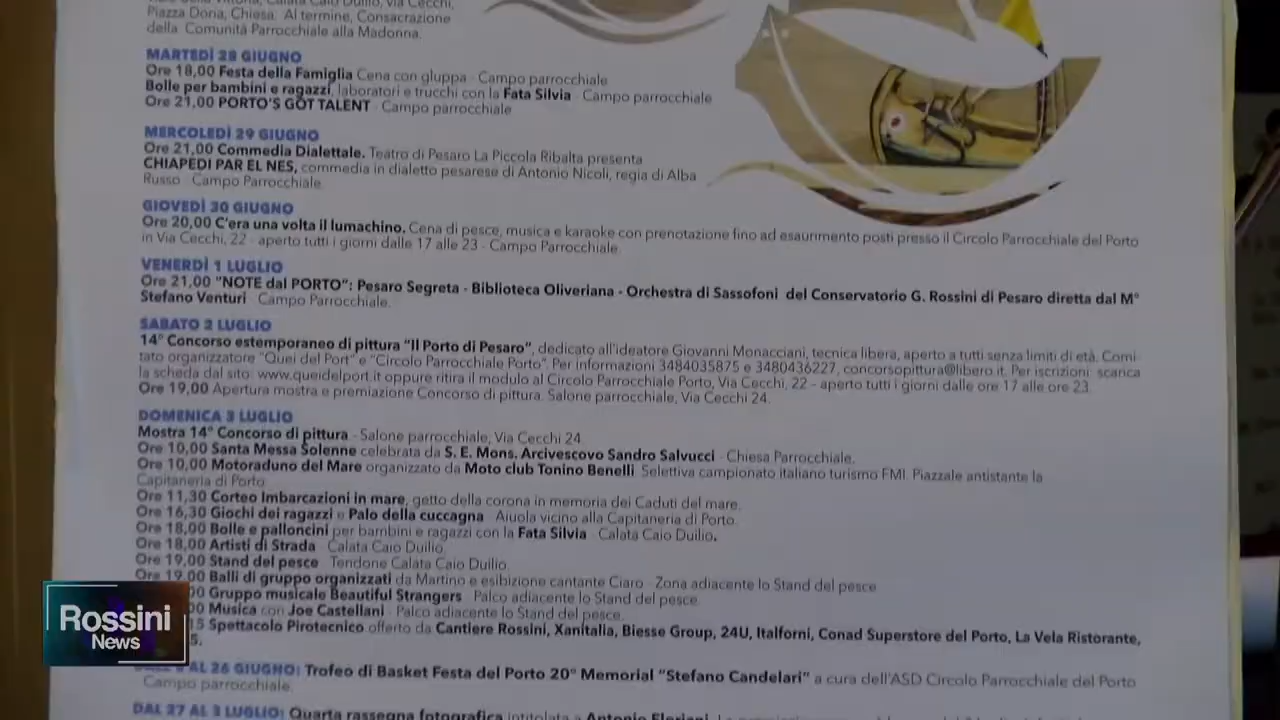 della Vittoria, Calata Caio Duilio, via Cecchi,
Piazza Doria, Chiesa. Al termine, Consacrazione
della Comunità Parrocchiale alla Madonna.
MARTEDÌ 28 GIUGNO
Ore 18,00 Festa della Famiglia Cena con gluppa - Campo parrocchiale
Bolle per bambini e ragazzi, laboratori e trucchi con la Fata Silvia - Campo parrocchiale
Ore 21,00 PORTO'S GOT TALENT - Campo parrocchiale
MERCOLEDÌ 29 GIUGNO
Ore 21,00 Commedia Dialettale. Teatro di Pesaro La Piccola Ribalta presenta
CHIAPEDI PAR EL NES, commedia in dialetto pesarese di Antonio Nicoli, regia di Alba
Russo - Campo Parrocchiale
GIOVEDÌ 30 GIUGNO
Ore 20,00 C'era una volta il lumachino. Cena di pesce, musica e karaoke con prenotazione fino ad esaurimento posti presso il Circolo Parrocchiale del Porto
in Via Cecchi, 22 - aperto tutti i giorni dalle 17 alle 23 - Campo Parrocchiale.
VENERDÌ 1 LUGLIO
Ore 21,00 "NOTE dal PORTO": Pesaro Segreta - Biblioteca Oliveriana - Orchestra di Sassofoni del Conservatorio G. Rossini di Pesaro diretta dal M°
Stefano Venturi - Campo Parrocchiale.
SABATO 2 LUGLIO
14° Concorso estemporaneo di pittura "Il Porto di Pesaro", dedicato all'ideatore Giovanni Monacciani, tecnica libera, aperto a tutti senza limiti di età. Comi-
tato organizzatore "Quei del Port" e "Circolo Parrocchiale Porto". Per informazioni 3484035875 e 3480436227, concorsopittura@libero.it. Per iscrizioni: scarica
la scheda dal sito: www.queidelport.it oppure ritira il modulo al Circolo Parrocchiale Porto, Via Cecchi, 22 - aperto tutti i giorni dalle ore 17 alle ore 23.
Ore 19,00 Apertura mostra e premiazione Concorso di pittura. Salone parrocchiale, Via Cecchi 24.
DOMENICA 3 LUGLIO
Mostra 14° Concorso di pittura - Salone parrocchiale, Via Cecchi 24.
Ore 10,00 Santa Messa Solenne celebrata da S. E. Mons. Arcivescovo Sandro Salvucci - Chiesa Parrocchiale.
Ore 10,00 Motoraduno del Mare organizzato da Moto club Tonino Benelli. Selettiva campionato italiano turismo FMI. Piazzale antistante la
Capitaneria di Porto.
Ore 11,30 Corteo Imbarcazioni in mare, getto della corona in memoria dei Caduti del mare.
Ore 16,30 Giochi dei ragazzi e Palo della cuccagna - Aiuola vicino alla Capitaneria di Porto.
Ore 18,00 Bolle e palloncini per bambini e ragazzi con la Fata Silvia - Calata Caio Duilio.
Ore 18,00 Artisti di Strada - Calata Caio Duilio.
Ore 19,00 Stand del pesce - Tendone Calata Caio Duilio.
Ore 19,00 Balli di gruppo organizzati da Martino e esibizione cantante Ciaro - Zona adiacente lo Stand del pesce
00 Gruppo musicale Beautiful Strangers - Palco adiacente lo Stand del pesce.
00 Musica con Joe Castellani - Palco adiacente lo Stand del pesce.
15 Spettacolo Pirotecnico offerto da Cantiere Rossini, Xanitalia, Biesse Group, 24U, Italforni, Conad Superstore del Porto, La Vela Ristorante,
AL 26 GIUGNO: Trofeo di Basket Festa del Porto 20° Memorial "Stefano Candelari" a cura dell'ASD Circolo Parrocchiale del Porto
Campo parrocchiale.
DAL 27 AL 3 LUGLIO: Quarta rassegna fotografica intitolata a Antonio Floriani.
Rossini
News